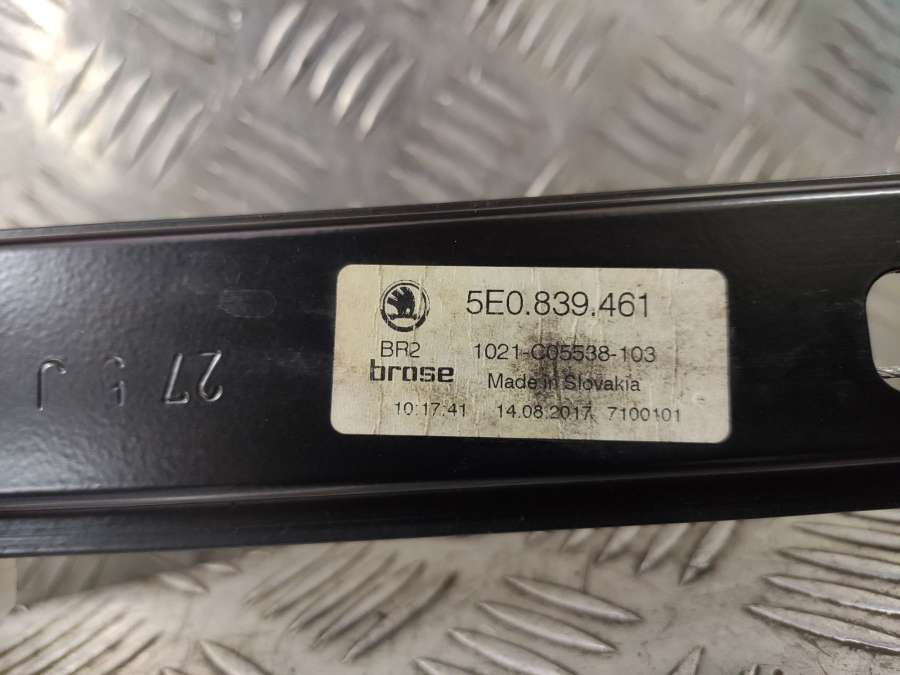 5E0.839.461
BR2
1021-C05538-103
brose
Made in Slovakia
10:17:41 14.08.2017 7100101
27 J